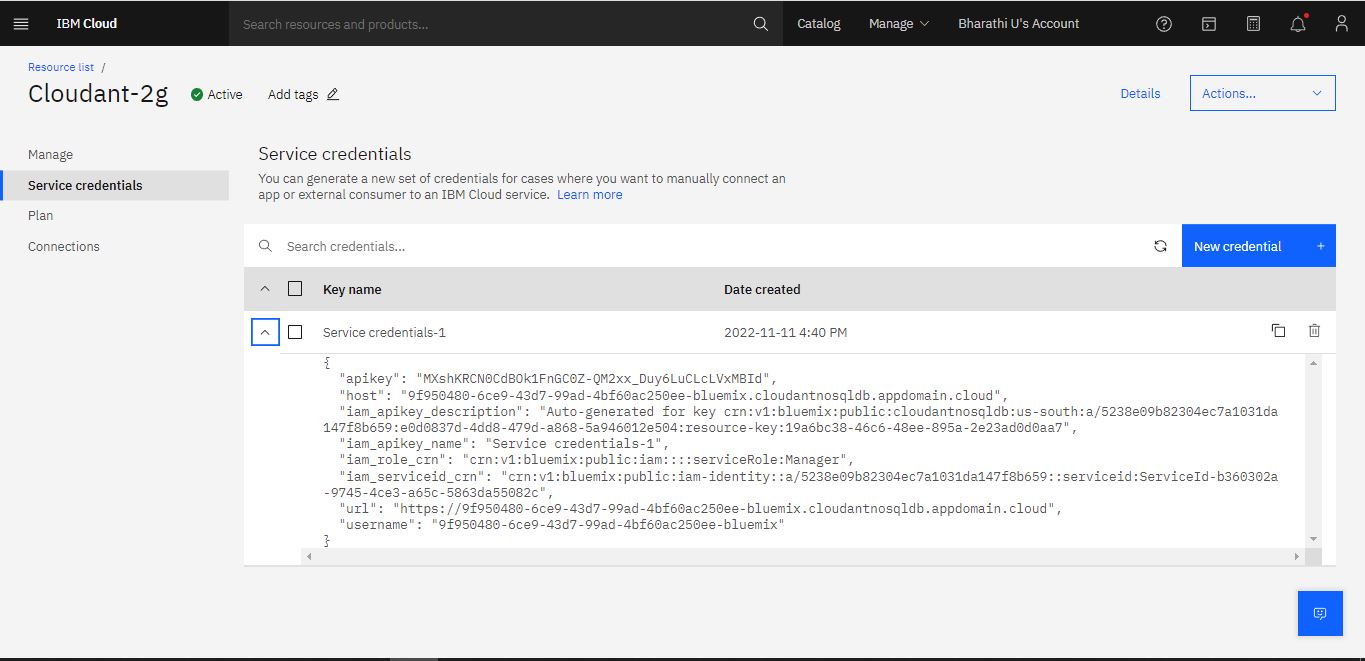 IBM Cloud
Search resources and products...
Catalog
Manage
Bharathi U's Account
Resource list /
Cloudant-2g
Active
Add tags
Details
Actions...
Manage
Service credentials
Plan
Connections
Service credentials
You can generate a new set of credentials for cases where you want to manually connect an
app or external consumer to an IBM Cloud service. Learn more
Search credentials...
New credential +
Key name
Date created
Service credentials-1
2022-11-11 4:40 PM
{
"apikey": "MXshKRCN0CdBOk1FnGC0Z-QM2xx_Duy6LuCLcLVxMBId",
"host": "9f950480-6ce9-43d7-99ad-4bf60ac250ee-bluemix.cloudantnosqldb.appdomain.cloud",
"iam_apikey_description": "Auto-generated for key crn:v1:bluemix:public:cloudantnosqldb:us-south:a/5238e09b82304ec7a1031da
147f8b659:e0d0837d-4dd8-479d-a868-5a946012e504:resource-key:19a6bc38-46c6-48ee-895a-2e23ad0d0aa7",
"iam_apikey_name": "Service credentials-1",
"iam_role_crn": "crn:v1:bluemix:public:iam::::serviceRole:Manager",
"iam_serviceid_crn": "crn:v1:bluemix:public:iam-identity::a/5238e09b82304ec7a1031da147f8b659::serviceid:ServiceId-b360302a
-9745-4ce3-a65c-5863da55082c",
"url": "https://9f950480-6ce9-43d7-99ad-4bf60ac250ee-bluemix.cloudantnosqldb.appdomain.cloud",
"username": "9f950480-6ce9-43d7-99ad-4bf60ac250ee-bluemix"
}